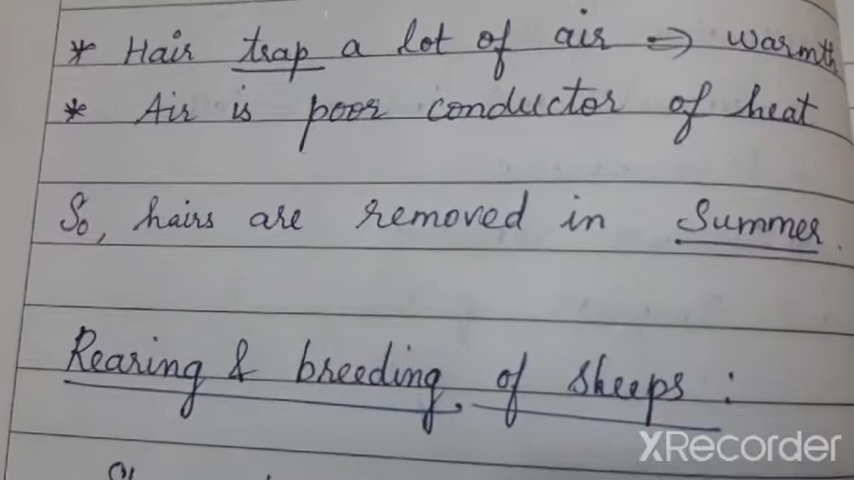 * Hair trap a lot of air ⇒ warmth
* Air is poor conductor of heat
So, hairs are removed in Summer.
Rearing & breeding of sheeps :
XRecorder